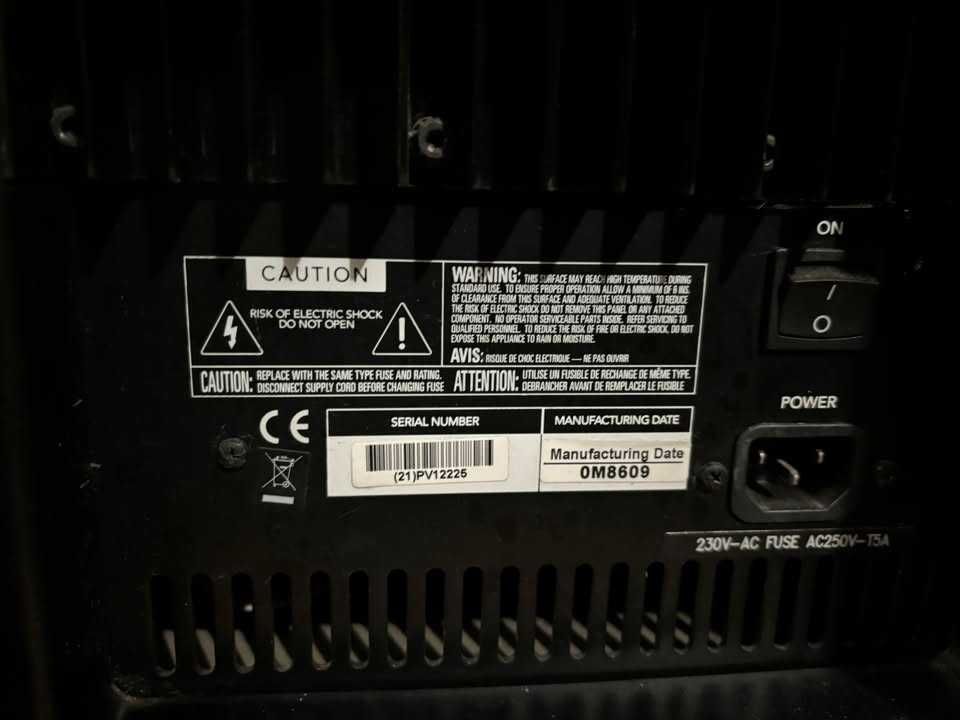 ON
CAUTION
RISK OF ELECTRIC SHOCK
DO NOT OPEN
WARNING: THIS SURFACE MAY REACH HIGH TEMPERATURE DURING
STANDARD USE. TO ENSURE PROPER OPERATION ALLOW A MINIMUM OF 6 INS
OF CLEARANCE FROM THIS SURFACE AND ADEQUATE VENTILATION. TO REDUCE
THE RISK OF ELECTRIC SHOCK DO NOT REMOVE THIS PANEL OR ANY ATTACHED
COMPONENT. NO OPERATOR SERVICEABLE PARTS INSIDE. REFER SERVICING TO
QUALIFIED PERSONNEL. TO REDUCE THE RISK OF FIRE OR ELECTRIC SHOCK, DO NOT
EXPOSE THIS APPLIANCE TO RAIN OR MOISTURE.
AVIS: RISQUE DE CHOC ELECTRIQUE — NE PAS OUVRIR
CAUTION: REPLACE WITH THE SAME TYPE FUSE AND RATING.
DISCONNECT SUPPLY CORD BEFORE CHANGING FUSE
ATTENTION: UTILISE UN FUSIBLE DE RECHANGE DE MÊME TYPE.
DEBRANCHER AVANT DE REMPLACER LE FUSIBLE
I
O
POWER
CE
SERIAL NUMBER
(21)PV12225
MANUFACTURING DATE
Manufacturing Date
0M8609
230V-AC FUSE AC250V-T5A